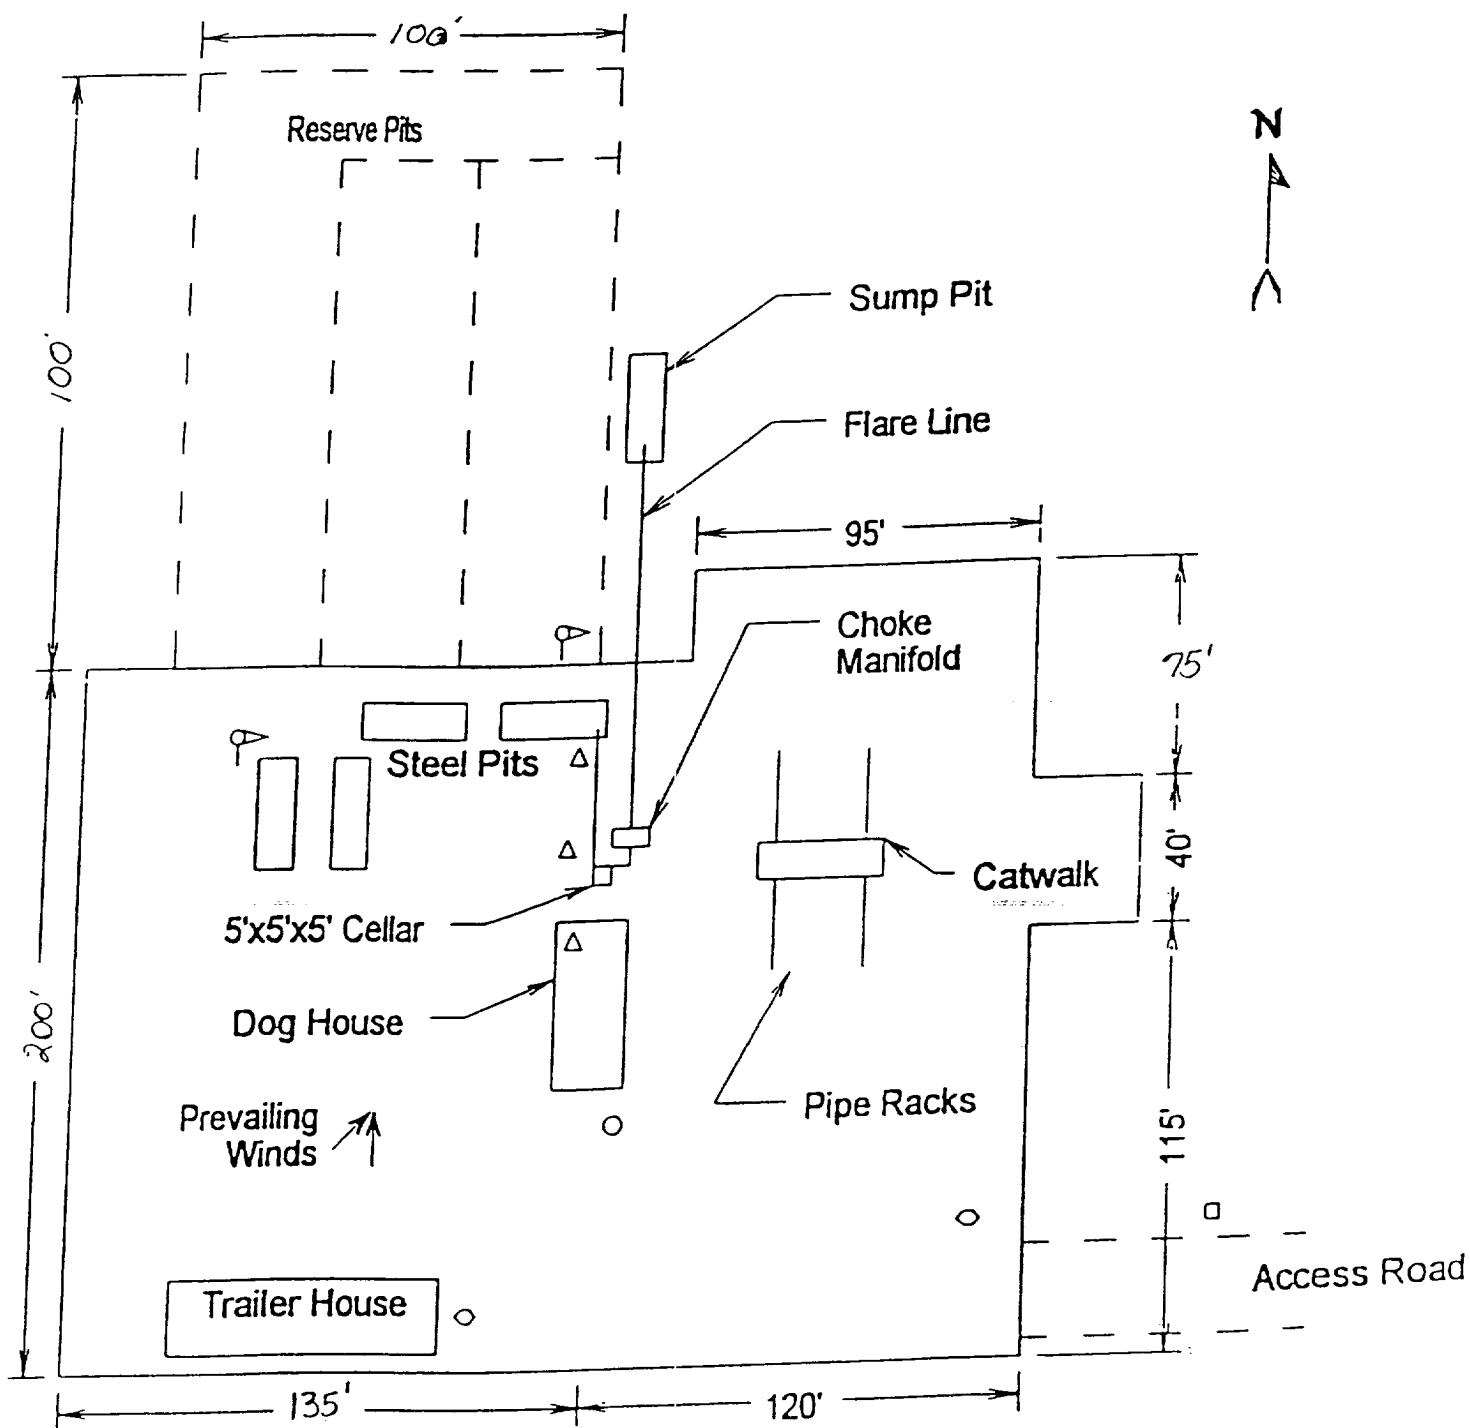 100'
Reserve Pits
N
Sump Pit
100'
Flare Line
95'
Choke
Manifold
75'
Steel Pits
40'
Catwalk
5'x5'x5' Cellar
200'
Dog House
Pipe Racks
Prevailing
Winds
115'
Access Road
Trailer House
135'
120'